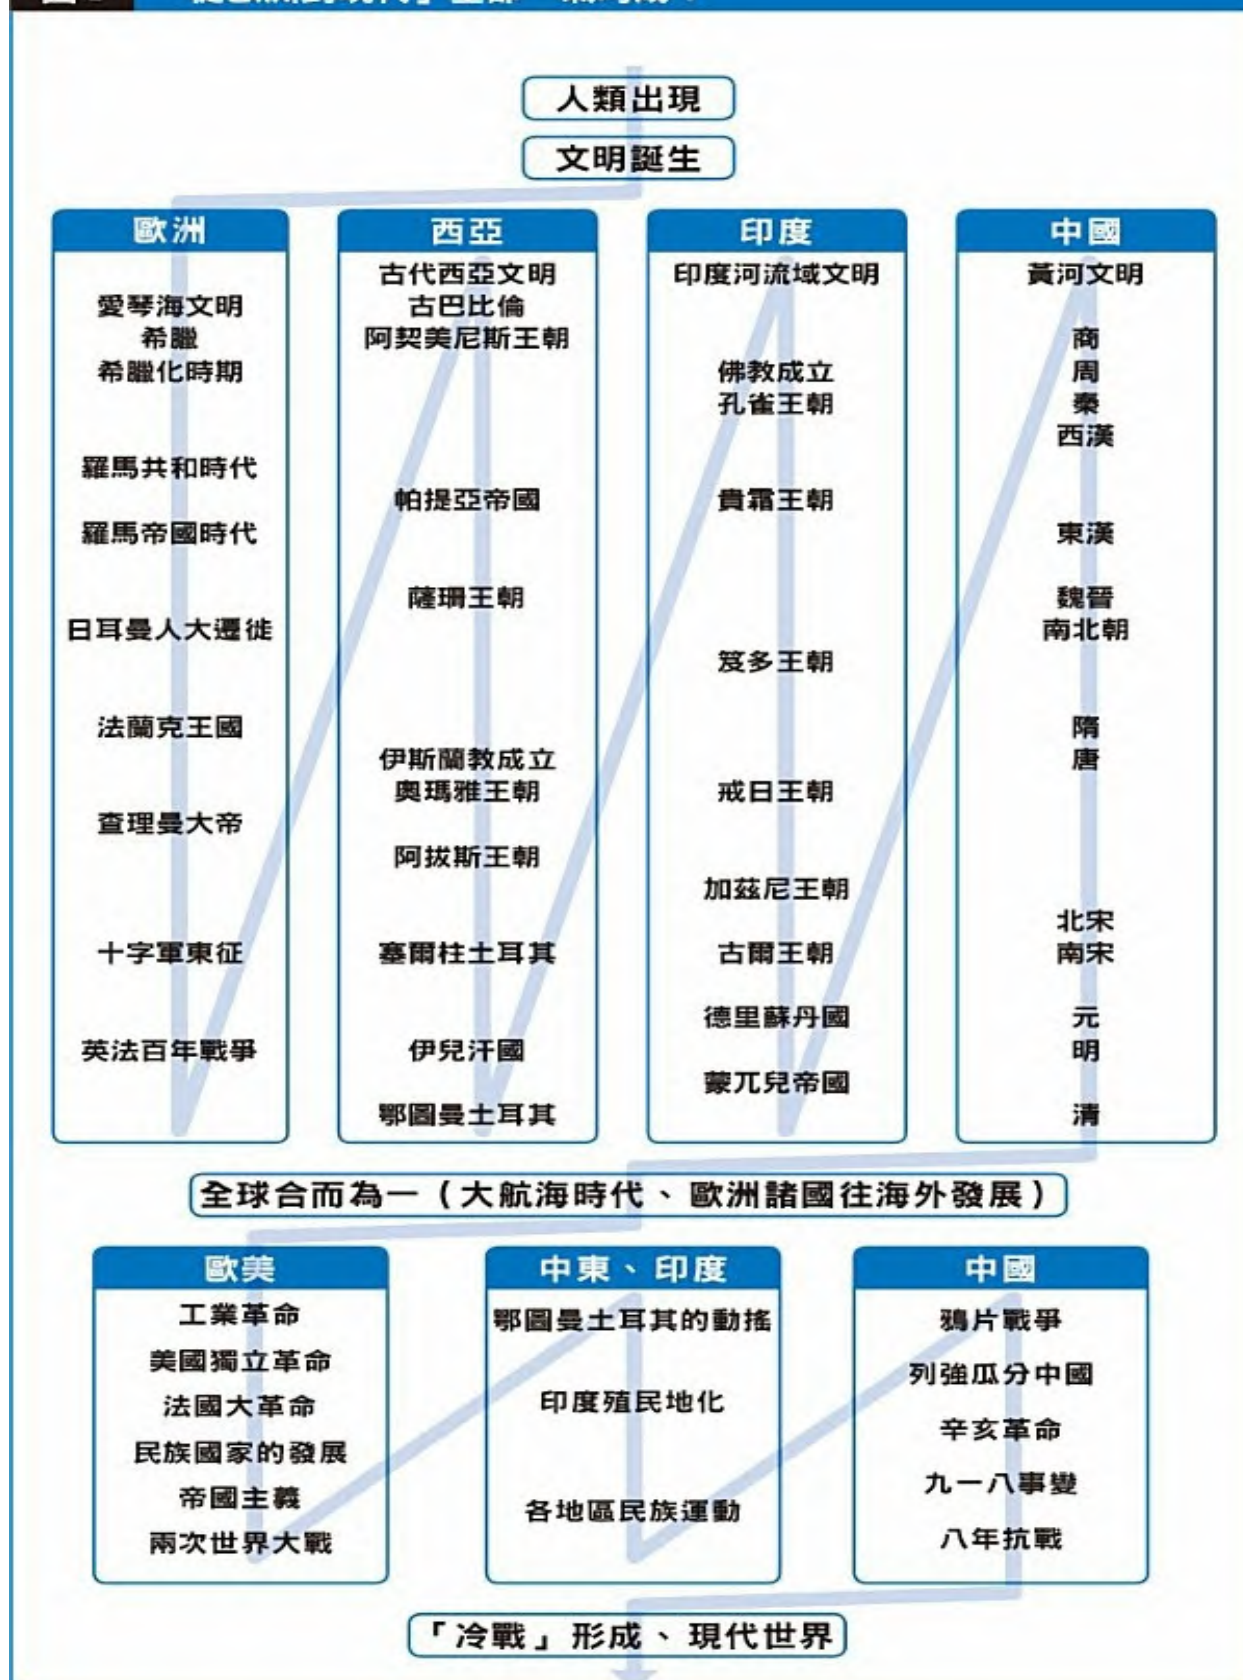 人類出現
文明誕生
歐洲
愛琴海文明
希臘
希臘化時期
羅馬共和時代
羅馬帝國時代
日耳曼人大遷徙
法蘭克王國
查理曼大帝
十字軍東征
英法百年戰爭
西亞
古代西亞文明
古巴比倫
阿契美尼斯王朝
帕提亞帝國
薩珊王朝
伊斯蘭教成立
奧瑪雅王朝
阿拔斯王朝
塞爾柱土耳其
伊兒汗國
鄂圖曼土耳其
印度
印度河流域文明
佛教成立
孔雀王朝
貴霜王朝
笈多王朝
戒日王朝
加茲尼王朝
古爾王朝
德里蘇丹國
蒙兀兒帝國
中國
黃河文明
商
周
秦
西漢
東漢
魏晉
南北朝
隋
唐
北宋
南宋
元
明
清
全球合而為一（大航海時代、歐洲諸國往海外發展）
歐美
工業革命
美國獨立革命
法國大革命
民族國家的發展
帝國主義
兩次世界大戰
中東、印度
鄂圖曼土耳其的動搖
印度殖民地化
各地區民族運動
中國
鴉片戰爭
列強瓜分中國
辛亥革命
九一八事變
八年抗戰
「冷戰」形成、現代世界